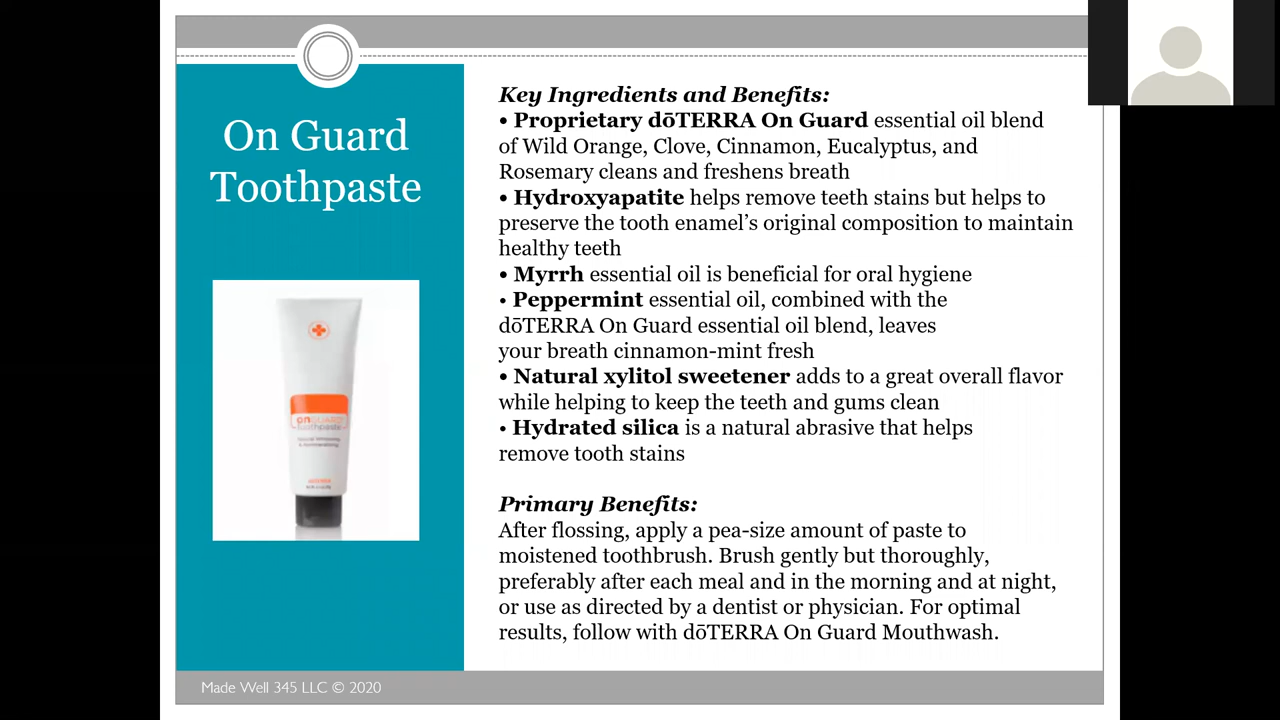 On Guard
Toothpaste
onGUARD
toothpaste
Key Ingredients and Benefits:
• Proprietary dōTERRA On Guard essential oil blend
of Wild Orange, Clove, Cinnamon, Eucalyptus, and
Rosemary cleans and freshens breath
• Hydroxyapatite helps remove teeth stains but helps to
preserve the tooth enamel’s original composition to maintain
healthy teeth
• Myrrh essential oil is beneficial for oral hygiene
• Peppermint essential oil, combined with the
dōTERRA On Guard essential oil blend, leaves
your breath cinnamon-mint fresh
• Natural xylitol sweetener adds to a great overall flavor
while helping to keep the teeth and gums clean
• Hydrated silica is a natural abrasive that helps
remove tooth stains
Primary Benefits:
After flossing, apply a pea-size amount of paste to
moistened toothbrush. Brush gently but thoroughly,
preferably after each meal and in the morning and at night,
or use as directed by a dentist or physician. For optimal
results, follow with dōTERRA On Guard Mouthwash.
Made Well 345 LLC © 2020